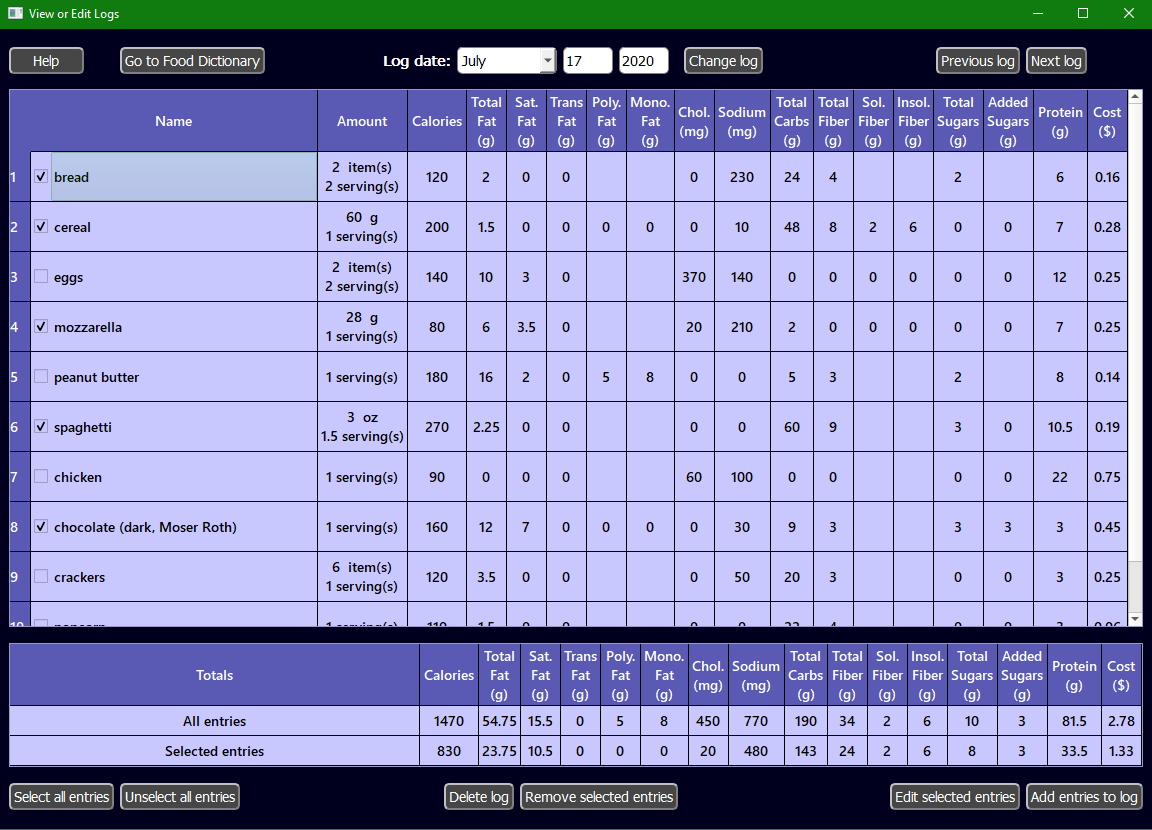 View or Edit Logs
Help Go to Food Dictionary Log date: July 17 2020 Change log Previous log Next log
Name Amount Calories Total Fat (g) Sat. Fat (g) Trans Fat (g) Poly. Fat (g) Mono. Fat (g) Chol. (mg) Sodium (mg) Total Carbs (g) Total Fiber (g) Sol. Fiber (g) Insol. Fiber (g) Total Sugars (g) Added Sugars (g) Protein (g) Cost ($)
1 bread 2 item(s) 2 serving(s) 120 2 0 0 0 230 24 4 2 6 0.16
2 cereal 60 g 1 serving(s) 200 1.5 0 0 0 0 0 10 48 8 2 6 0 0 7 0.28
3 eggs 2 item(s) 2 serving(s) 140 10 3 0 370 140 0 0 0 0 0 0 12 0.25
4 mozzarella 28 g 1 serving(s) 80 6 3.5 0 20 210 2 0 0 0 0 0 7 0.25
5 peanut butter 1 serving(s) 180 16 2 0 5 8 0 0 5 3 2 8 0.14
6 spaghetti 3 oz 1.5 serving(s) 270 2.25 0 0 0 0 60 9 3 0 10.5 0.19
7 chicken 1 serving(s) 90 0 0 0 60 100 0 0 0 0 22 0.75
8 chocolate (dark, Moser Roth) 1 serving(s) 160 12 7 0 0 0 0 30 9 3 3 3 3 0.45
9 crackers 6 item(s) 1 serving(s) 120 3.5 0 0 0 50 20 3 0 0 3 0.25
Totals Calories Total Fat (g) Sat. Fat (g) Trans Fat (g) Poly. Fat (g) Mono. Fat (g) Chol. (mg) Sodium (mg) Total Carbs (g) Total Fiber (g) Sol. Fiber (g) Insol. Fiber (g) Total Sugars (g) Added Sugars (g) Protein (g) Cost ($)
All entries 1470 54.75 15.5 0 5 8 450 770 190 34 2 6 10 3 81.5 2.78
Selected entries 830 23.75 10.5 0 0 0 20 480 143 24 2 6 8 3 33.5 1.33
Select all entries Unselect all entries Delete log Remove selected entries Edit selected entries Add entries to log